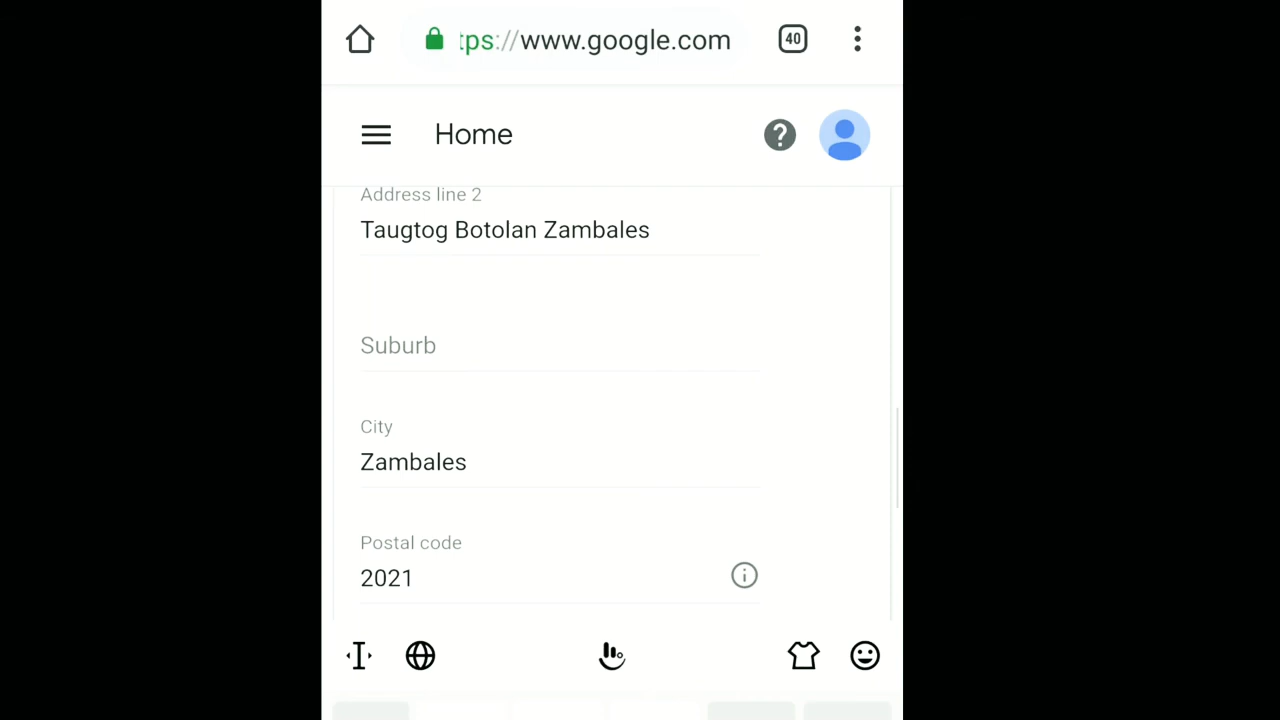 tps://www.google.com
40
Home
Address line 2
Taugtog Botolan Zambales
Suburb
City
Zambales
Postal code
2021